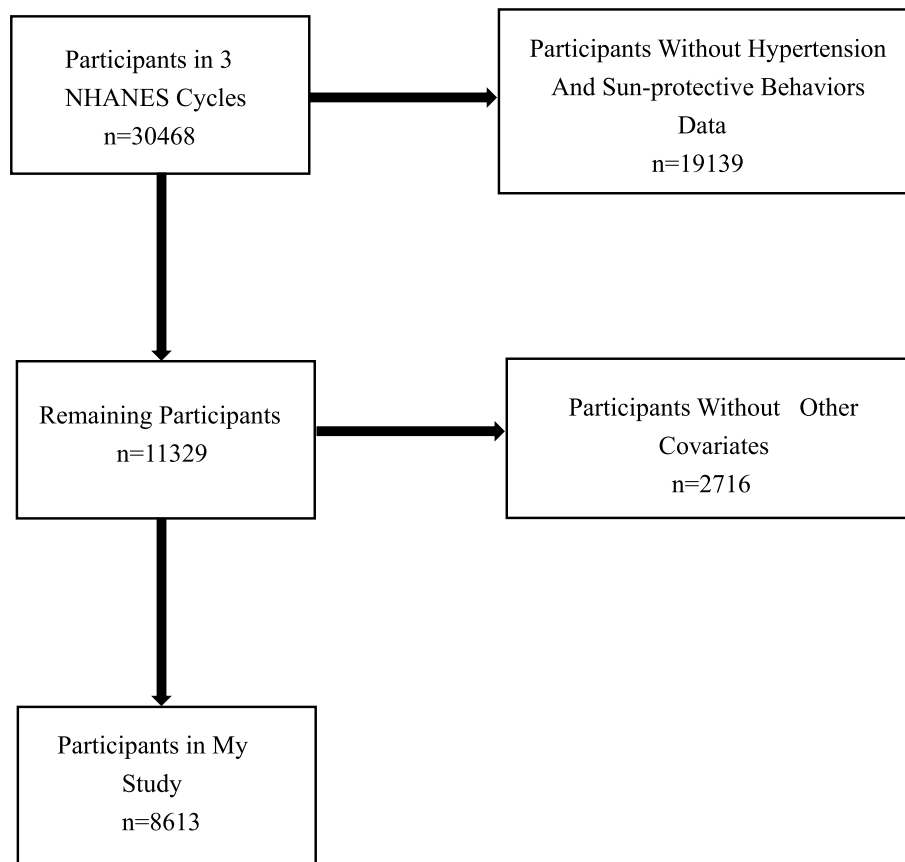 Participants in 3
NHANES Cycles
n=30468
Participants Without Hypertension
And Sun-protective Behaviors
Data
n=19139
Remaining Participants
n=11329
Participants Without Other
Covariates
n=2716
Participants in My
Study
n=8613